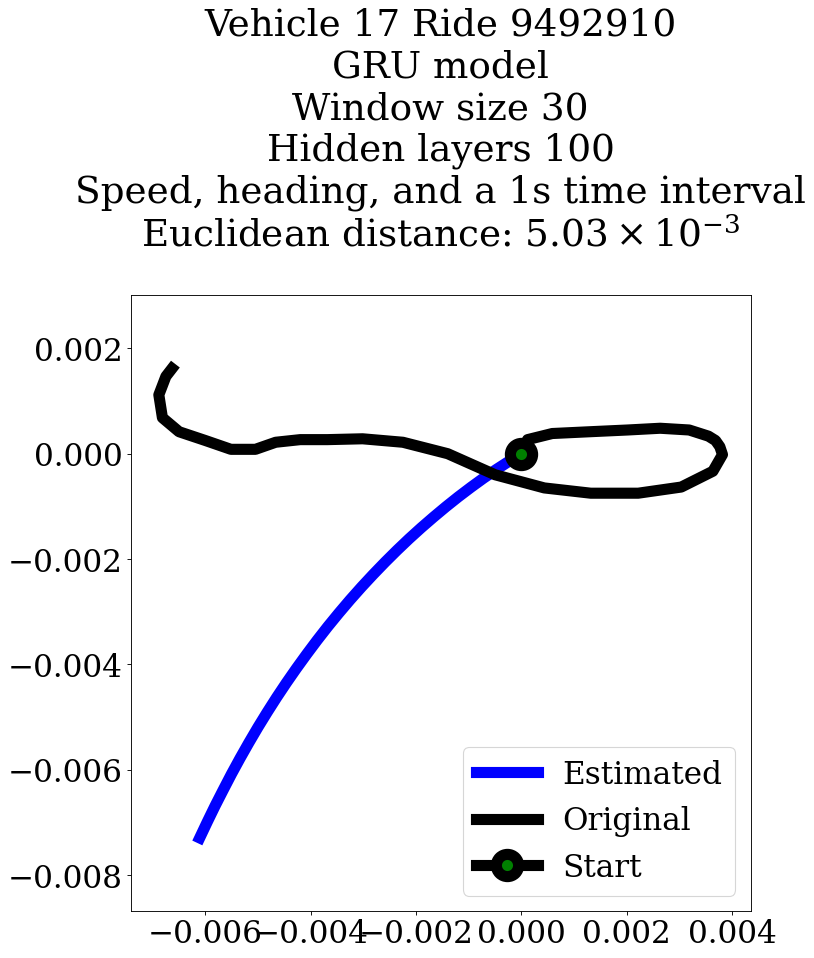 Vehicle 17 Ride 9492910
GRU model
Window size 30
Hidden layers 100
Speed, heading, and a 1s time interval
Euclidean distance: 5.03 × 10⁻³
0.002
0.000
−0.002
−0.004
−0.006
−0.008
Estimated
Original
Start
−0.006 −0.004 −0.002 0.000 0.002 0.004